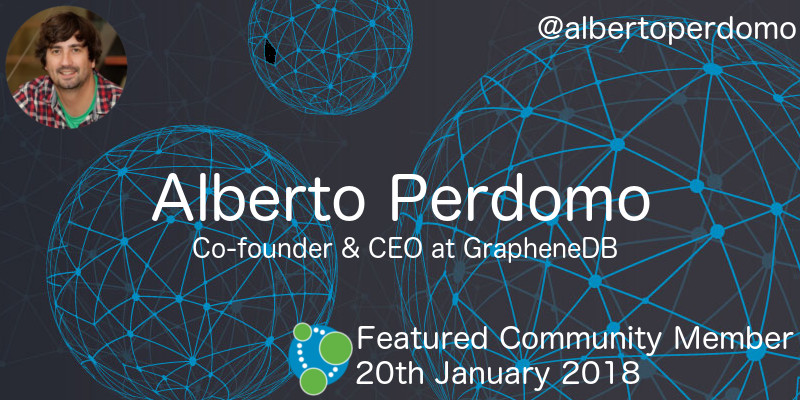 @albertoperdomo
Alberto Perdomo
Co-founder & CEO at GrapheneDB
Featured Community Member
20th January 2018